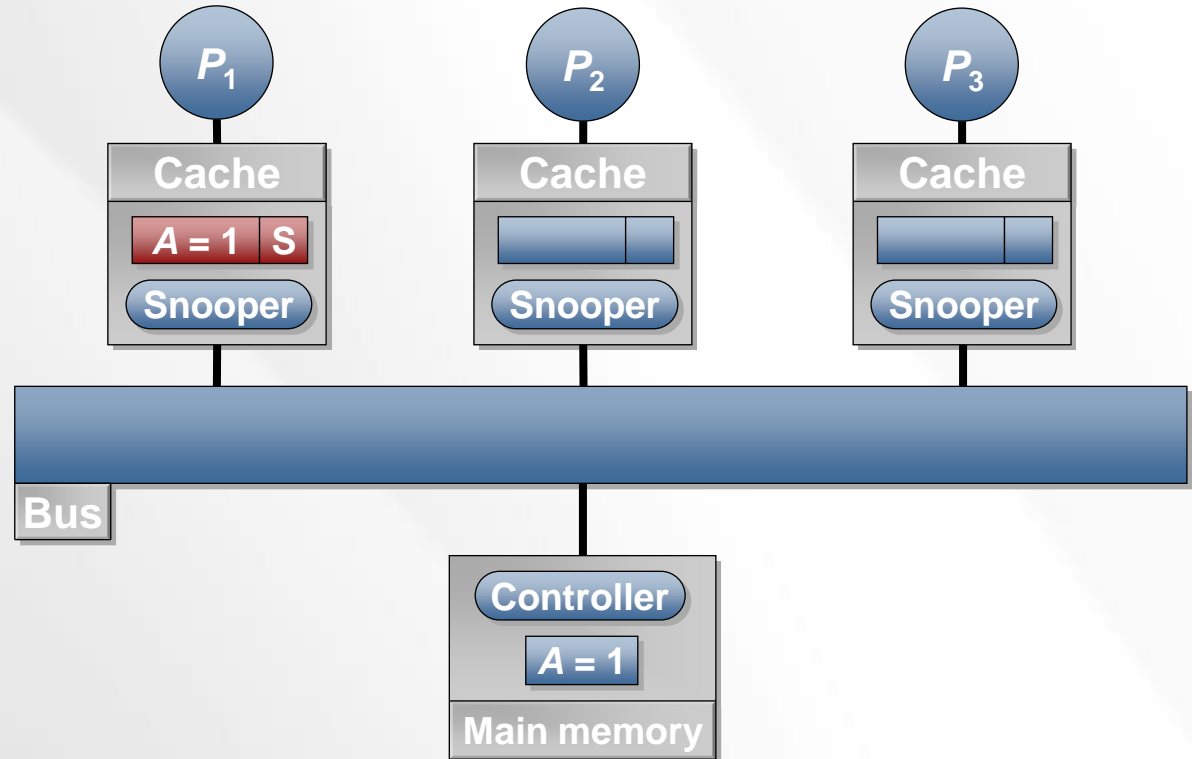 P1 P2 P3
Cache Cache Cache
A = 1 S
Snooper Snooper Snooper
Bus
Controller
A = 1
Main memory